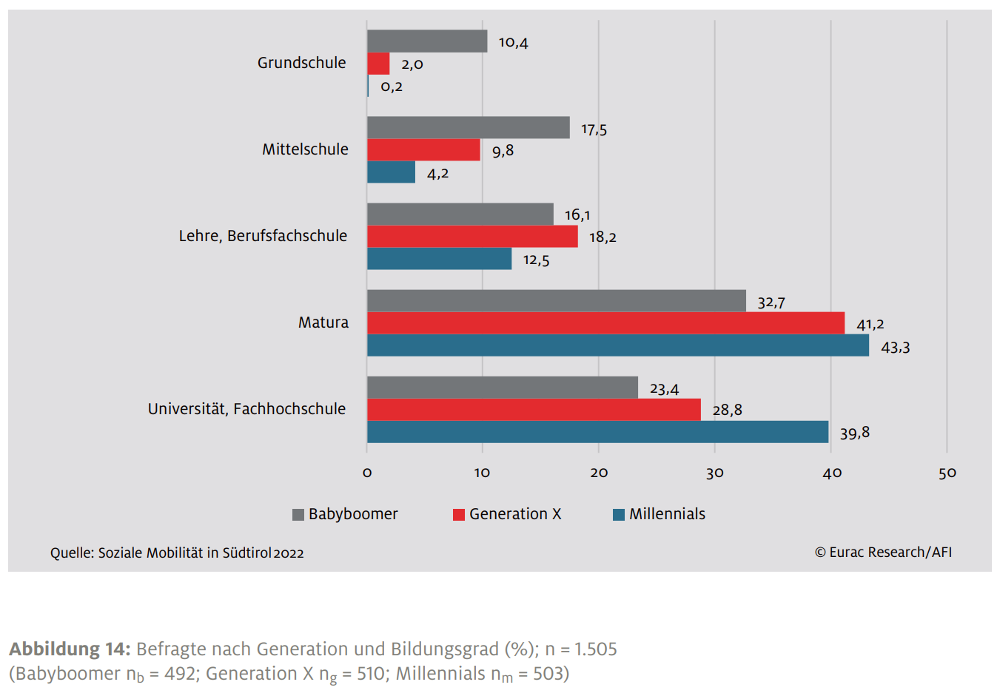 Grundschule
10,4
2,0
0,2
Mittelschule
17,5
9,8
4,2
Lehre, Berufsfachschule
16,1
18,2
12,5
Matura
32,7
41,2
43,3
Universität, Fachhochschule
23,4
28,8
39,8
0 10 20 30 40 50
Babyboomer Generation X Millennials
Quelle: Soziale Mobilität in Südtirol 2022 © Eurac Research/AFI
Abbildung 14: Befragte nach Generation und Bildungsgrad (%); n = 1.505
(Babyboomer nb = 492; Generation X ng = 510; Millennials nm = 503)